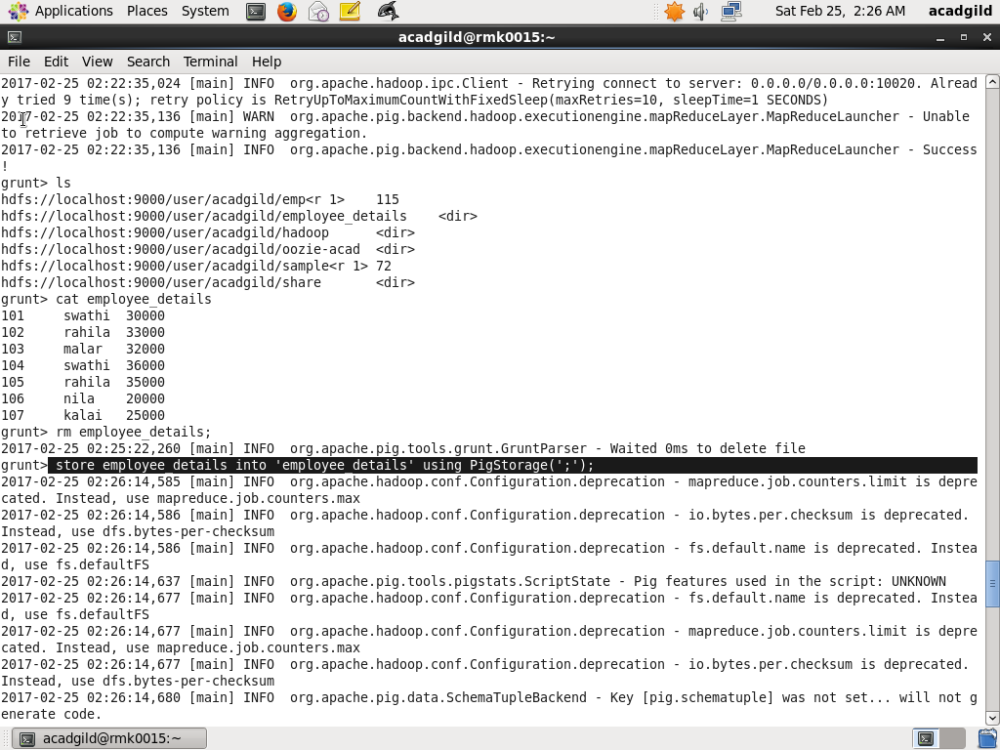 Applications Places System Sat Feb 25, 2:26 AM acadgild
acadgild@rmk0015:~
File Edit View Search Terminal Help
2017-02-25 02:22:35,024 [main] INFO  org.apache.hadoop.ipc.Client - Retrying connect to server: 0.0.0.0/0.0.0.0:10020. Alread
y tried 9 time(s); retry policy is RetryUpToMaximumCountWithFixedSleep(maxRetries=10, sleepTime=1 SECONDS)
2017-02-25 02:22:35,136 [main] WARN  org.apache.pig.backend.hadoop.executionengine.mapReduceLayer.MapReduceLauncher - Unable
to retrieve job to compute warning aggregation.
2017-02-25 02:22:35,136 [main] INFO  org.apache.pig.backend.hadoop.executionengine.mapReduceLayer.MapReduceLauncher - Success
!
grunt> ls
hdfs://localhost:9000/user/acadgild/emp<r 1>    115
hdfs://localhost:9000/user/acadgild/employee_details    <dir>
hdfs://localhost:9000/user/acadgild/hadoop      <dir>
hdfs://localhost:9000/user/acadgild/oozie-acad  <dir>
hdfs://localhost:9000/user/acadgild/sample<r 1> 72
hdfs://localhost:9000/user/acadgild/share       <dir>
grunt> cat employee_details
101     swathi  30000
102     rahila  33000
103     malar   32000
104     swathi  36000
105     rahila  35000
106     nila    20000
107     kalai   25000
grunt> rm employee_details;
2017-02-25 02:25:22,260 [main] INFO  org.apache.pig.tools.grunt.GruntParser - Waited 0ms to delete file
grunt> store employee_details into 'employee_details' using PigStorage(';');
2017-02-25 02:26:14,585 [main] INFO  org.apache.hadoop.conf.Configuration.deprecation - mapreduce.job.counters.limit is depre
cated. Instead, use mapreduce.job.counters.max
2017-02-25 02:26:14,586 [main] INFO  org.apache.hadoop.conf.Configuration.deprecation - io.bytes.per.checksum is deprecated.
Instead, use dfs.bytes-per-checksum
2017-02-25 02:26:14,586 [main] INFO  org.apache.hadoop.conf.Configuration.deprecation - fs.default.name is deprecated. Instea
d, use fs.defaultFS
2017-02-25 02:26:14,637 [main] INFO  org.apache.pig.tools.pigstats.ScriptState - Pig features used in the script: UNKNOWN
2017-02-25 02:26:14,677 [main] INFO  org.apache.hadoop.conf.Configuration.deprecation - fs.default.name is deprecated. Instea
d, use fs.defaultFS
2017-02-25 02:26:14,677 [main] INFO  org.apache.hadoop.conf.Configuration.deprecation - mapreduce.job.counters.limit is depre
cated. Instead, use mapreduce.job.counters.max
2017-02-25 02:26:14,677 [main] INFO  org.apache.hadoop.conf.Configuration.deprecation - io.bytes.per.checksum is deprecated.
Instead, use dfs.bytes-per-checksum
2017-02-25 02:26:14,680 [main] INFO  org.apache.pig.data.SchemaTupleBackend - Key [pig.schematuple] was not set... will not g
enerate code.
acadgild@rmk0015:~